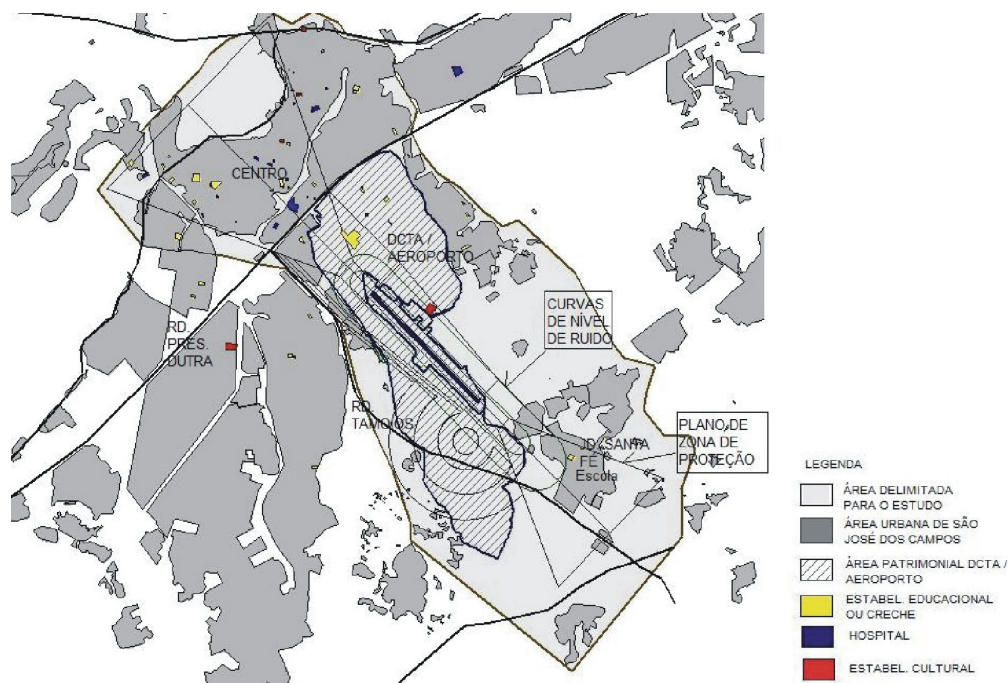 CENTRO
DCTA /
AEROPORTO
CURVAS
DE NÍVEL
DE RUIDO
RD.
PRES.
DUTRA
RD.
TAMOIOS
JD. SANTA
FÉ
Escola
PLANO DE
ZONA DE
PROTEÇÃO
LEGENDA
ÁREA DELIMITADA
PARA O ESTUDO
ÁREA URBANA DE SÃO
JOSÉ DOS CAMPOS
ÁREA PATRIMONIAL DCTA /
AEROPORTO
ESTABEL. EDUCACIONAL
OU CRECHE
HOSPITAL
ESTABEL. CULTURAL